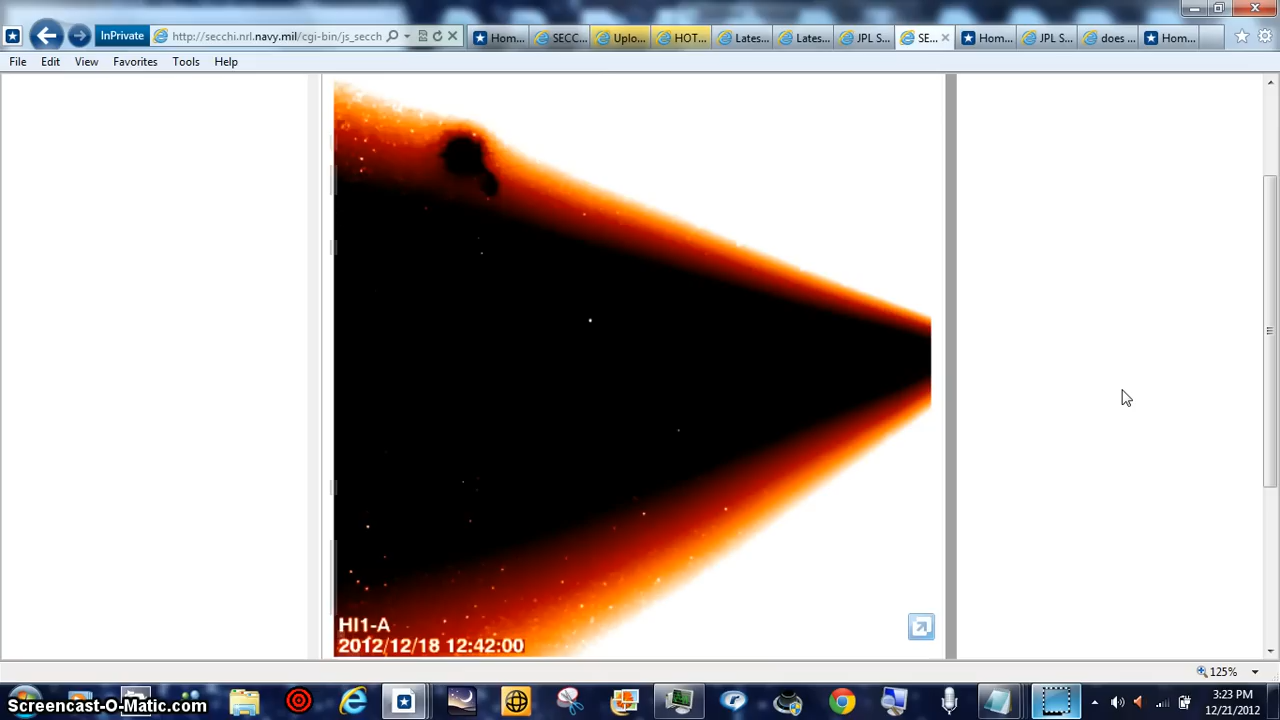 InPrivate
http://secchi.nrl.navy.mil/cgi-bin/js_secch
Hom...
SECC...
Uplo...
HOT...
Lates...
Lates...
JPL S...
SE...
Hom...
JPL S...
does ...
Hom...
File Edit View Favorites Tools Help
HI1-A
2012/12/18 12:42:00
125%
3:23 PM
12/21/2012
Screencast-O-Matic.com